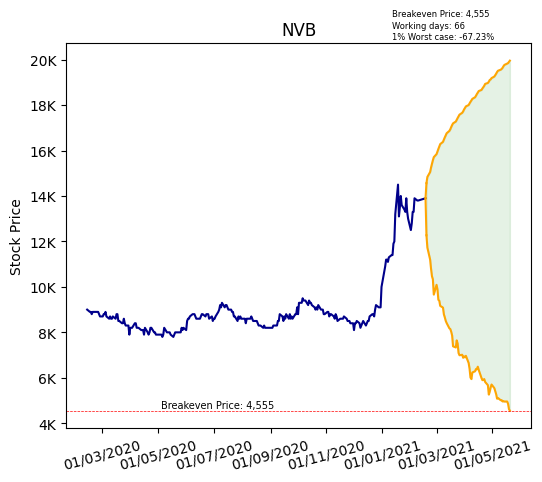 Breakeven Price: 4,555
Working days: 66
1% Worst case: -67.23%
NVB
Stock Price
20K
18K
16K
14K
12K
10K
8K
6K
4K
Breakeven Price: 4,555
01/03/2020
01/05/2020
01/07/2020
01/09/2020
01/11/2020
01/01/2021
01/03/2021
01/05/2021